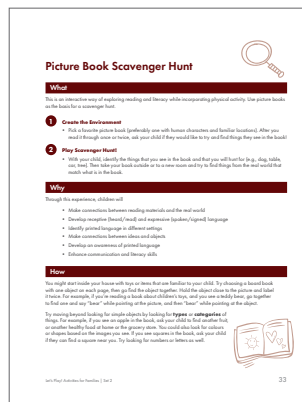 Picture Book Scavenger Hunt
What
This is an interactive way of exploring reading and literacy while incorporating physical activity. Use picture books
as the basis for a scavenger hunt.
1 Create the Environment
• Pick a favorite picture book (preferably one with human characters and familiar locations). After you
read it through once or twice, ask your child if they would like to try and find things they see in the book!
2 Play Scavenger Hunt!
• With your child, identify the things that you see in the book and that you will hunt for (e.g., dog, table,
car, tree). Then take your book outside or to a new room and try to find things from the real world that
match what is in the book.
Why
Through this experience, children will
• Make connections between reading materials and the real world
• Develop receptive (heard/read) and expressive (spoken/signed) language
• Identify printed language in different settings
• Make connections between ideas and objects
• Develop an awareness of printed language
• Enhance communication and literacy skills
How
You might start inside your house with toys or items that are familiar to your child. Try choosing a board book
with one object on each page, then go find the object together. Hold the object close to the picture and label
it twice. For example, if you're reading a book about children's toys, and you see a teddy bear, go together
to find one and say "bear" while pointing at the picture, and then "bear" while pointing at the object.
Try moving beyond looking for simple objects by looking for types or categories of
things. For example, if you see an apple in the book, ask your child to find another fruit,
or another healthy food at home or the grocery store. You could also look for colours
or shapes based on the images you see. If you see squares in the book, ask your child
if they can find a square near you. Try looking for numbers or letters as well.
Let's Play! Activities for Families | Set 2
33